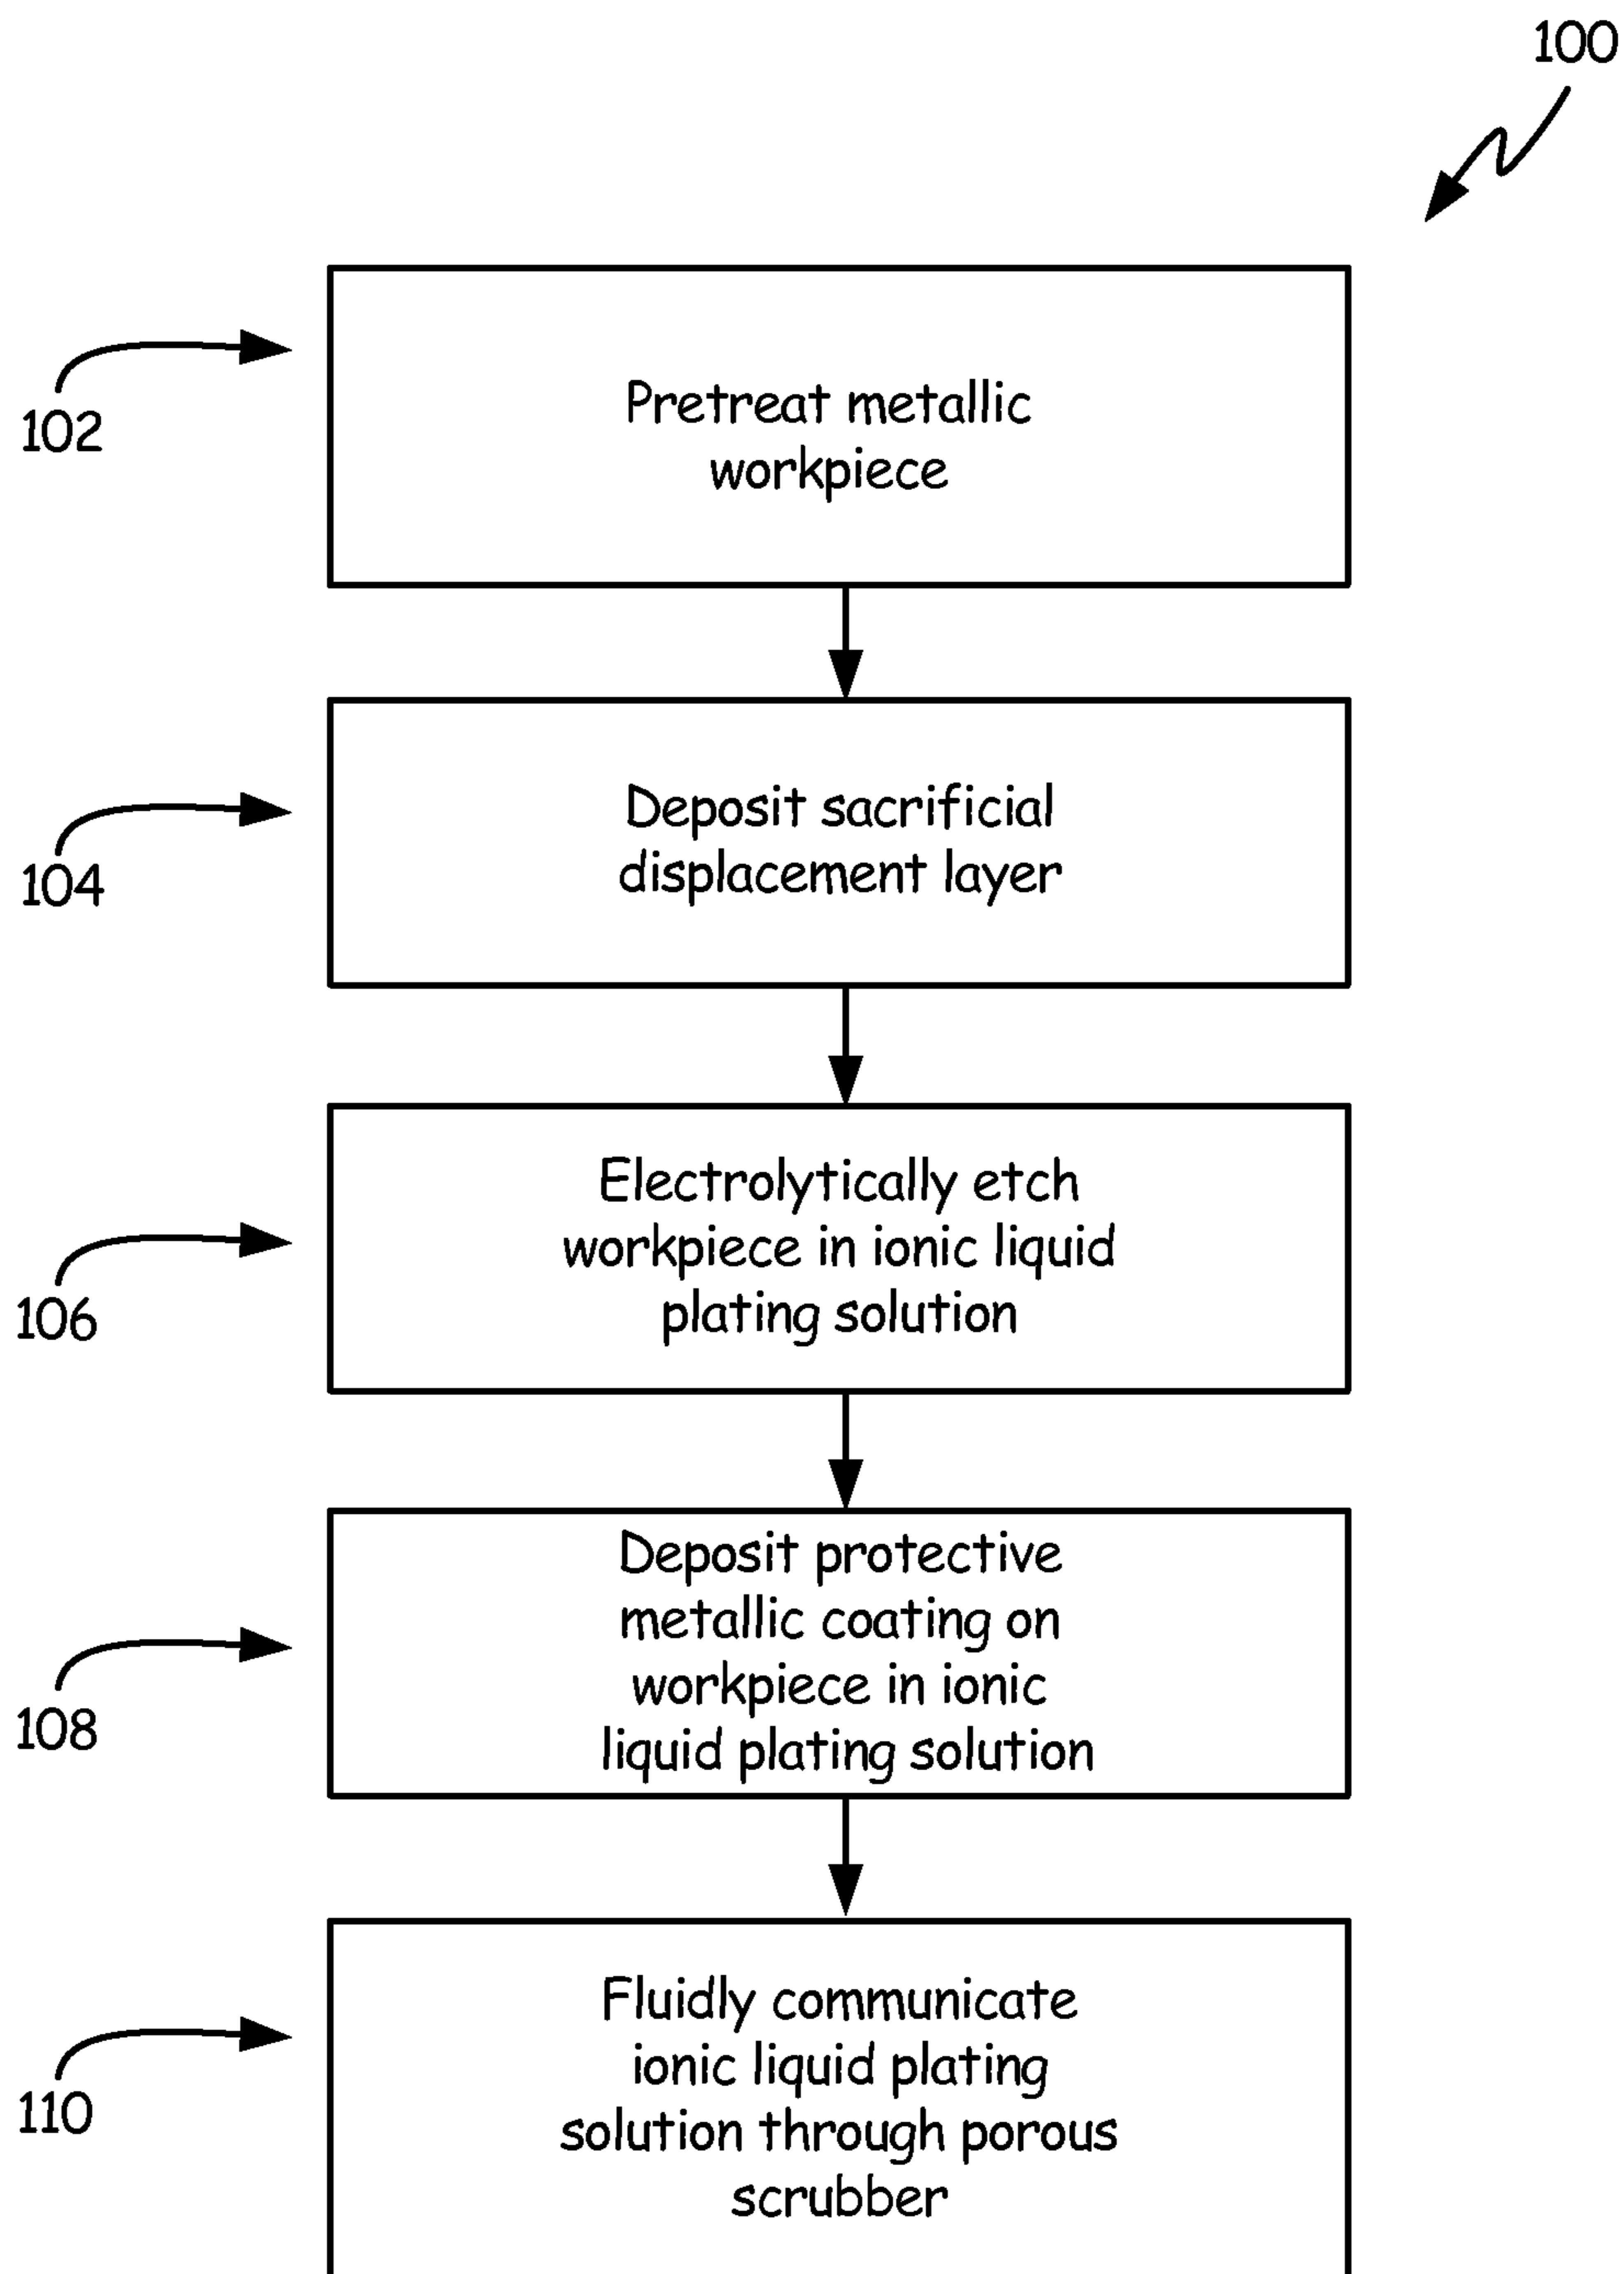 100
102
Pretreat metallic
workpiece
104
Deposit sacrificial
displacement layer
106
Electrolytically etch
workpiece in ionic liquid
plating solution
108
Deposit protective
metallic coating on
workpiece in ionic
liquid plating solution
110
Fluidly communicate
ionic liquid plating
solution through porous
scrubber